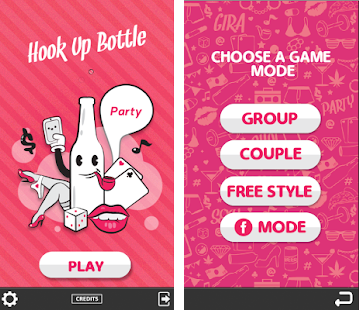 Hook Up Bottle
Party
PLAY
CREDITS
GIRA
CHOOSE A GAME
MODE
GROUP
COUPLE
FREE STYLE
f MODE
PARTY